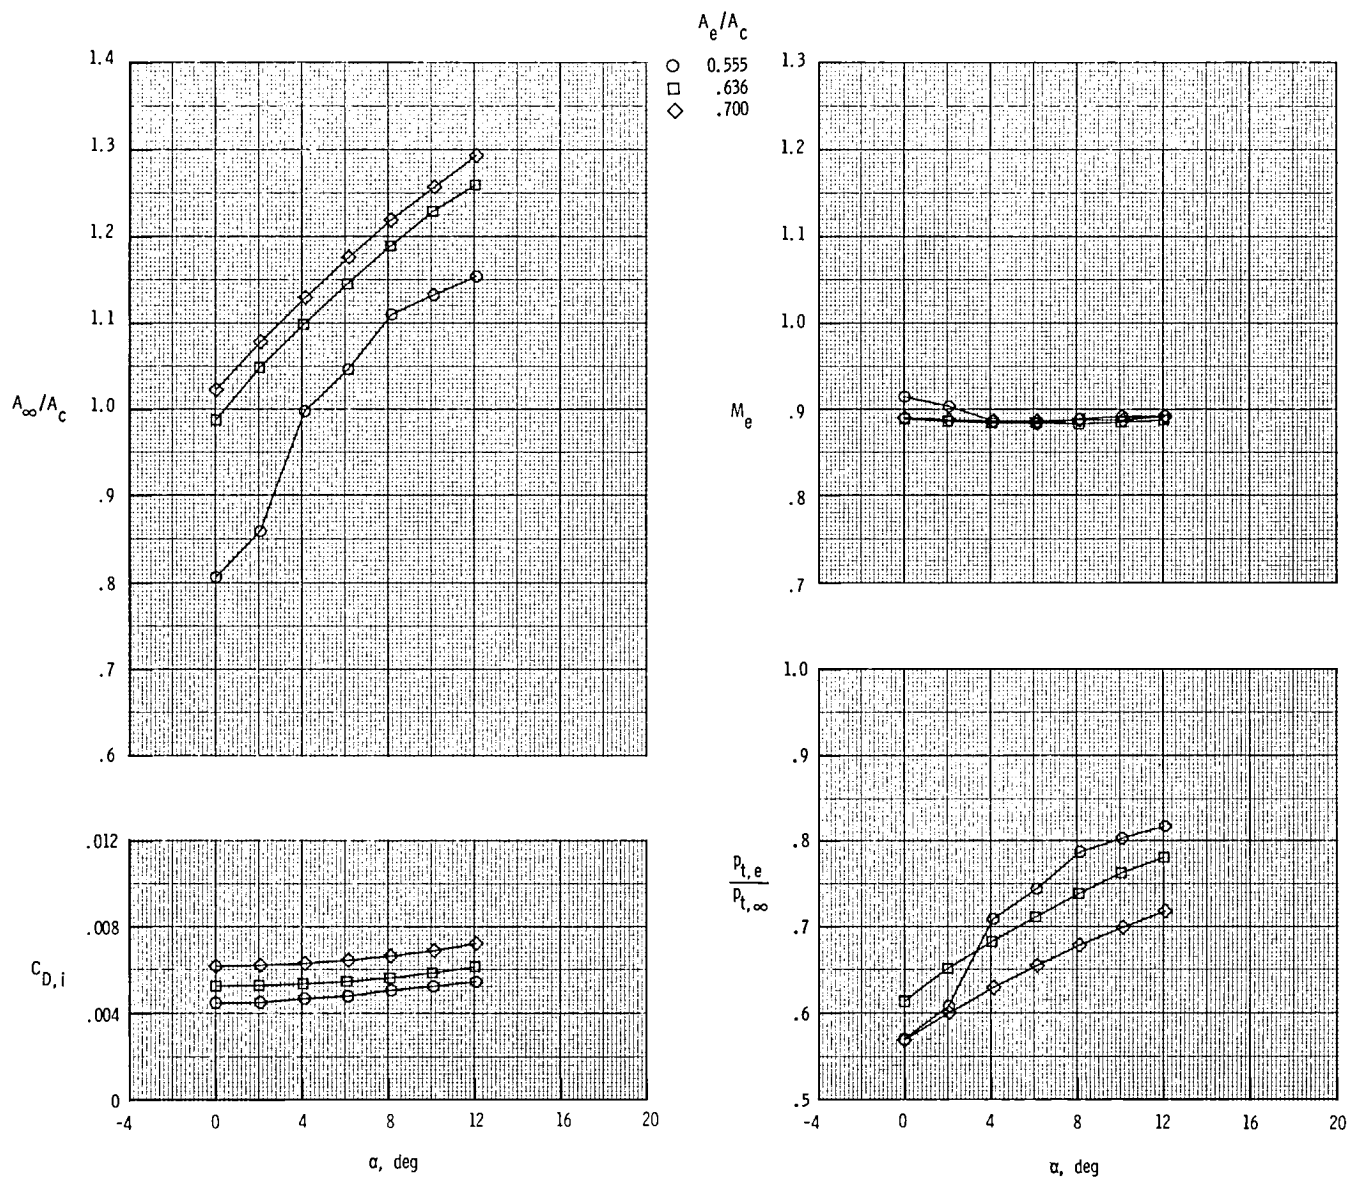 A_e/A_c
○ 0.555
□ .636
◇ .700
1.4
1.3
1.2
1.1
1.0
.9
.8
.7
.6
A_∞/A_c
1.3
1.2
1.1
1.0
.9
.8
.7
M_e
.012
.008
.004
0
C_D,i
-4 0 4 8 12 16 20
α, deg
1.0
.9
.8
.7
.6
.5
p_t,e
p_t,∞
-4 0 4 8 12 16 20
α, deg